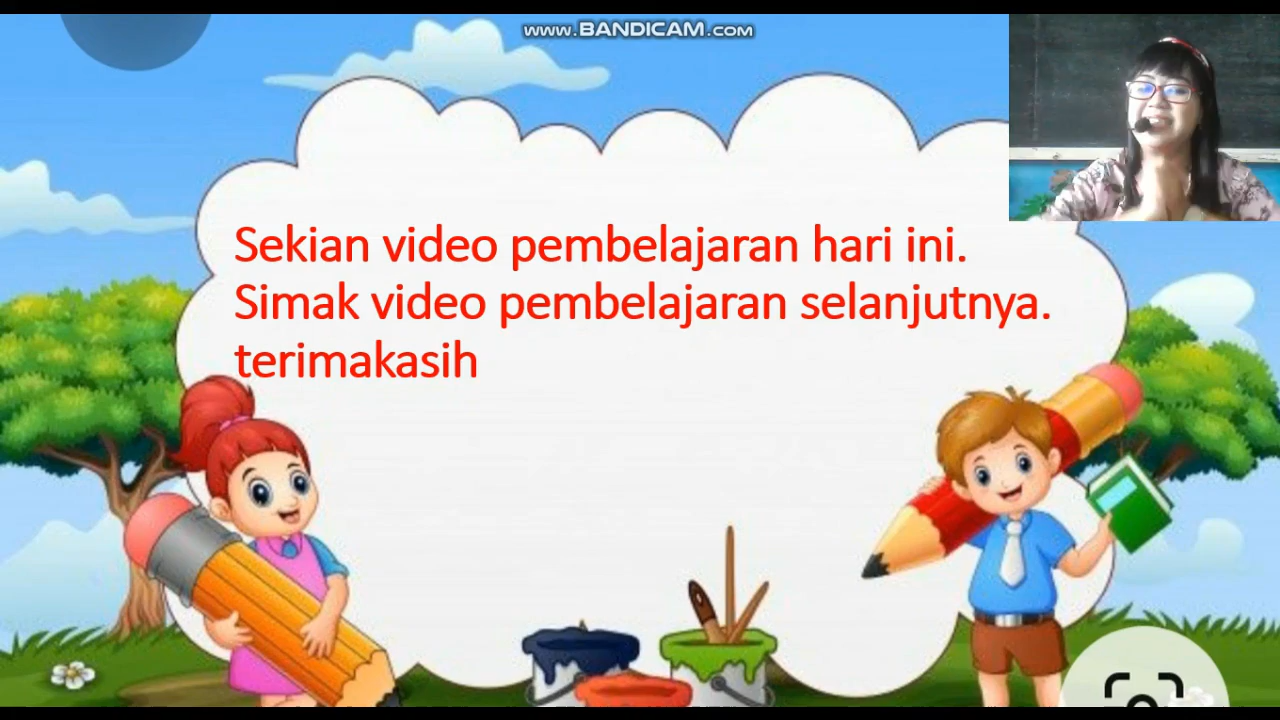 www.BANDICAM.com
Sekian video pembelajaran hari ini.
Simak video pembelajaran selanjutnya.
terimakasih